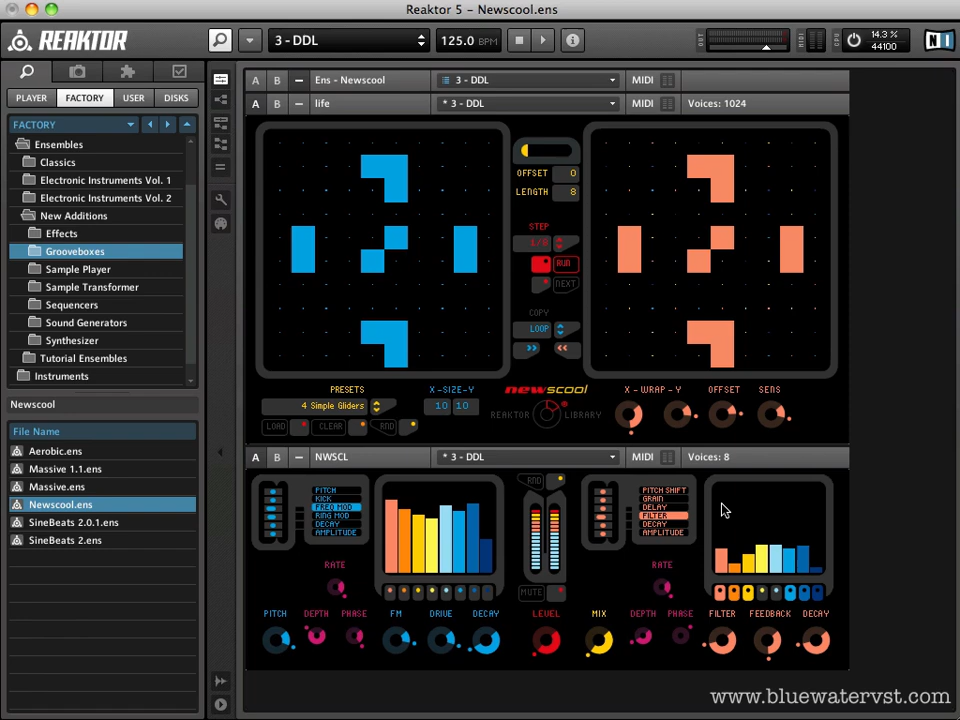 Reaktor 5 - Newscool.ens
REAKTOR
3 - DDL
125.0 BPM
OUT
MIDI
CPU
14.3 %
44100
NI
PLAYER FACTORY USER DISKS
FACTORY
Ensembles
Classics
Electronic Instruments Vol. 1
Electronic Instruments Vol. 2
New Additions
Effects
Grooveboxes
Sample Player
Sample Transformer
Sequencers
Sound Generators
Synthesizer
Tutorial Ensembles
Instruments
Newscool
File Name
Aerobic.ens
Massive 1.1.ens
Massive.ens
Newscool.ens
SineBeats 2.0.1.ens
SineBeats 2.ens
A B Ens - Newscool 3 - DDL MIDI
A B life * 3 - DDL MIDI Voices: 1024
OFFSET 0
LENGTH 8
STEP
1/8
RUN
NEXT
COPY
LOOP
>> <<
PRESETS X -SIZE-Y newscool X - WRAP - Y OFFSET SENS
4 Simple Gliders 10 10 REAKTOR LIBRARY
LOAD CLEAR RND
A B NWSCL * 3 - DDL MIDI Voices: 8
PITCH
KICK
FREQ MOD
RING MOD
DECAY
AMPLITUDE
RND
PITCH SHIFT
GRAIN
DELAY
FILTER
DECAY
AMPLITUDE
RATE RATE
MUTE
PITCH DEPTH PHASE FM DRIVE DECAY LEVEL MIX DEPTH PHASE FILTER FEEDBACK DECAY
www.bluewatervst.com